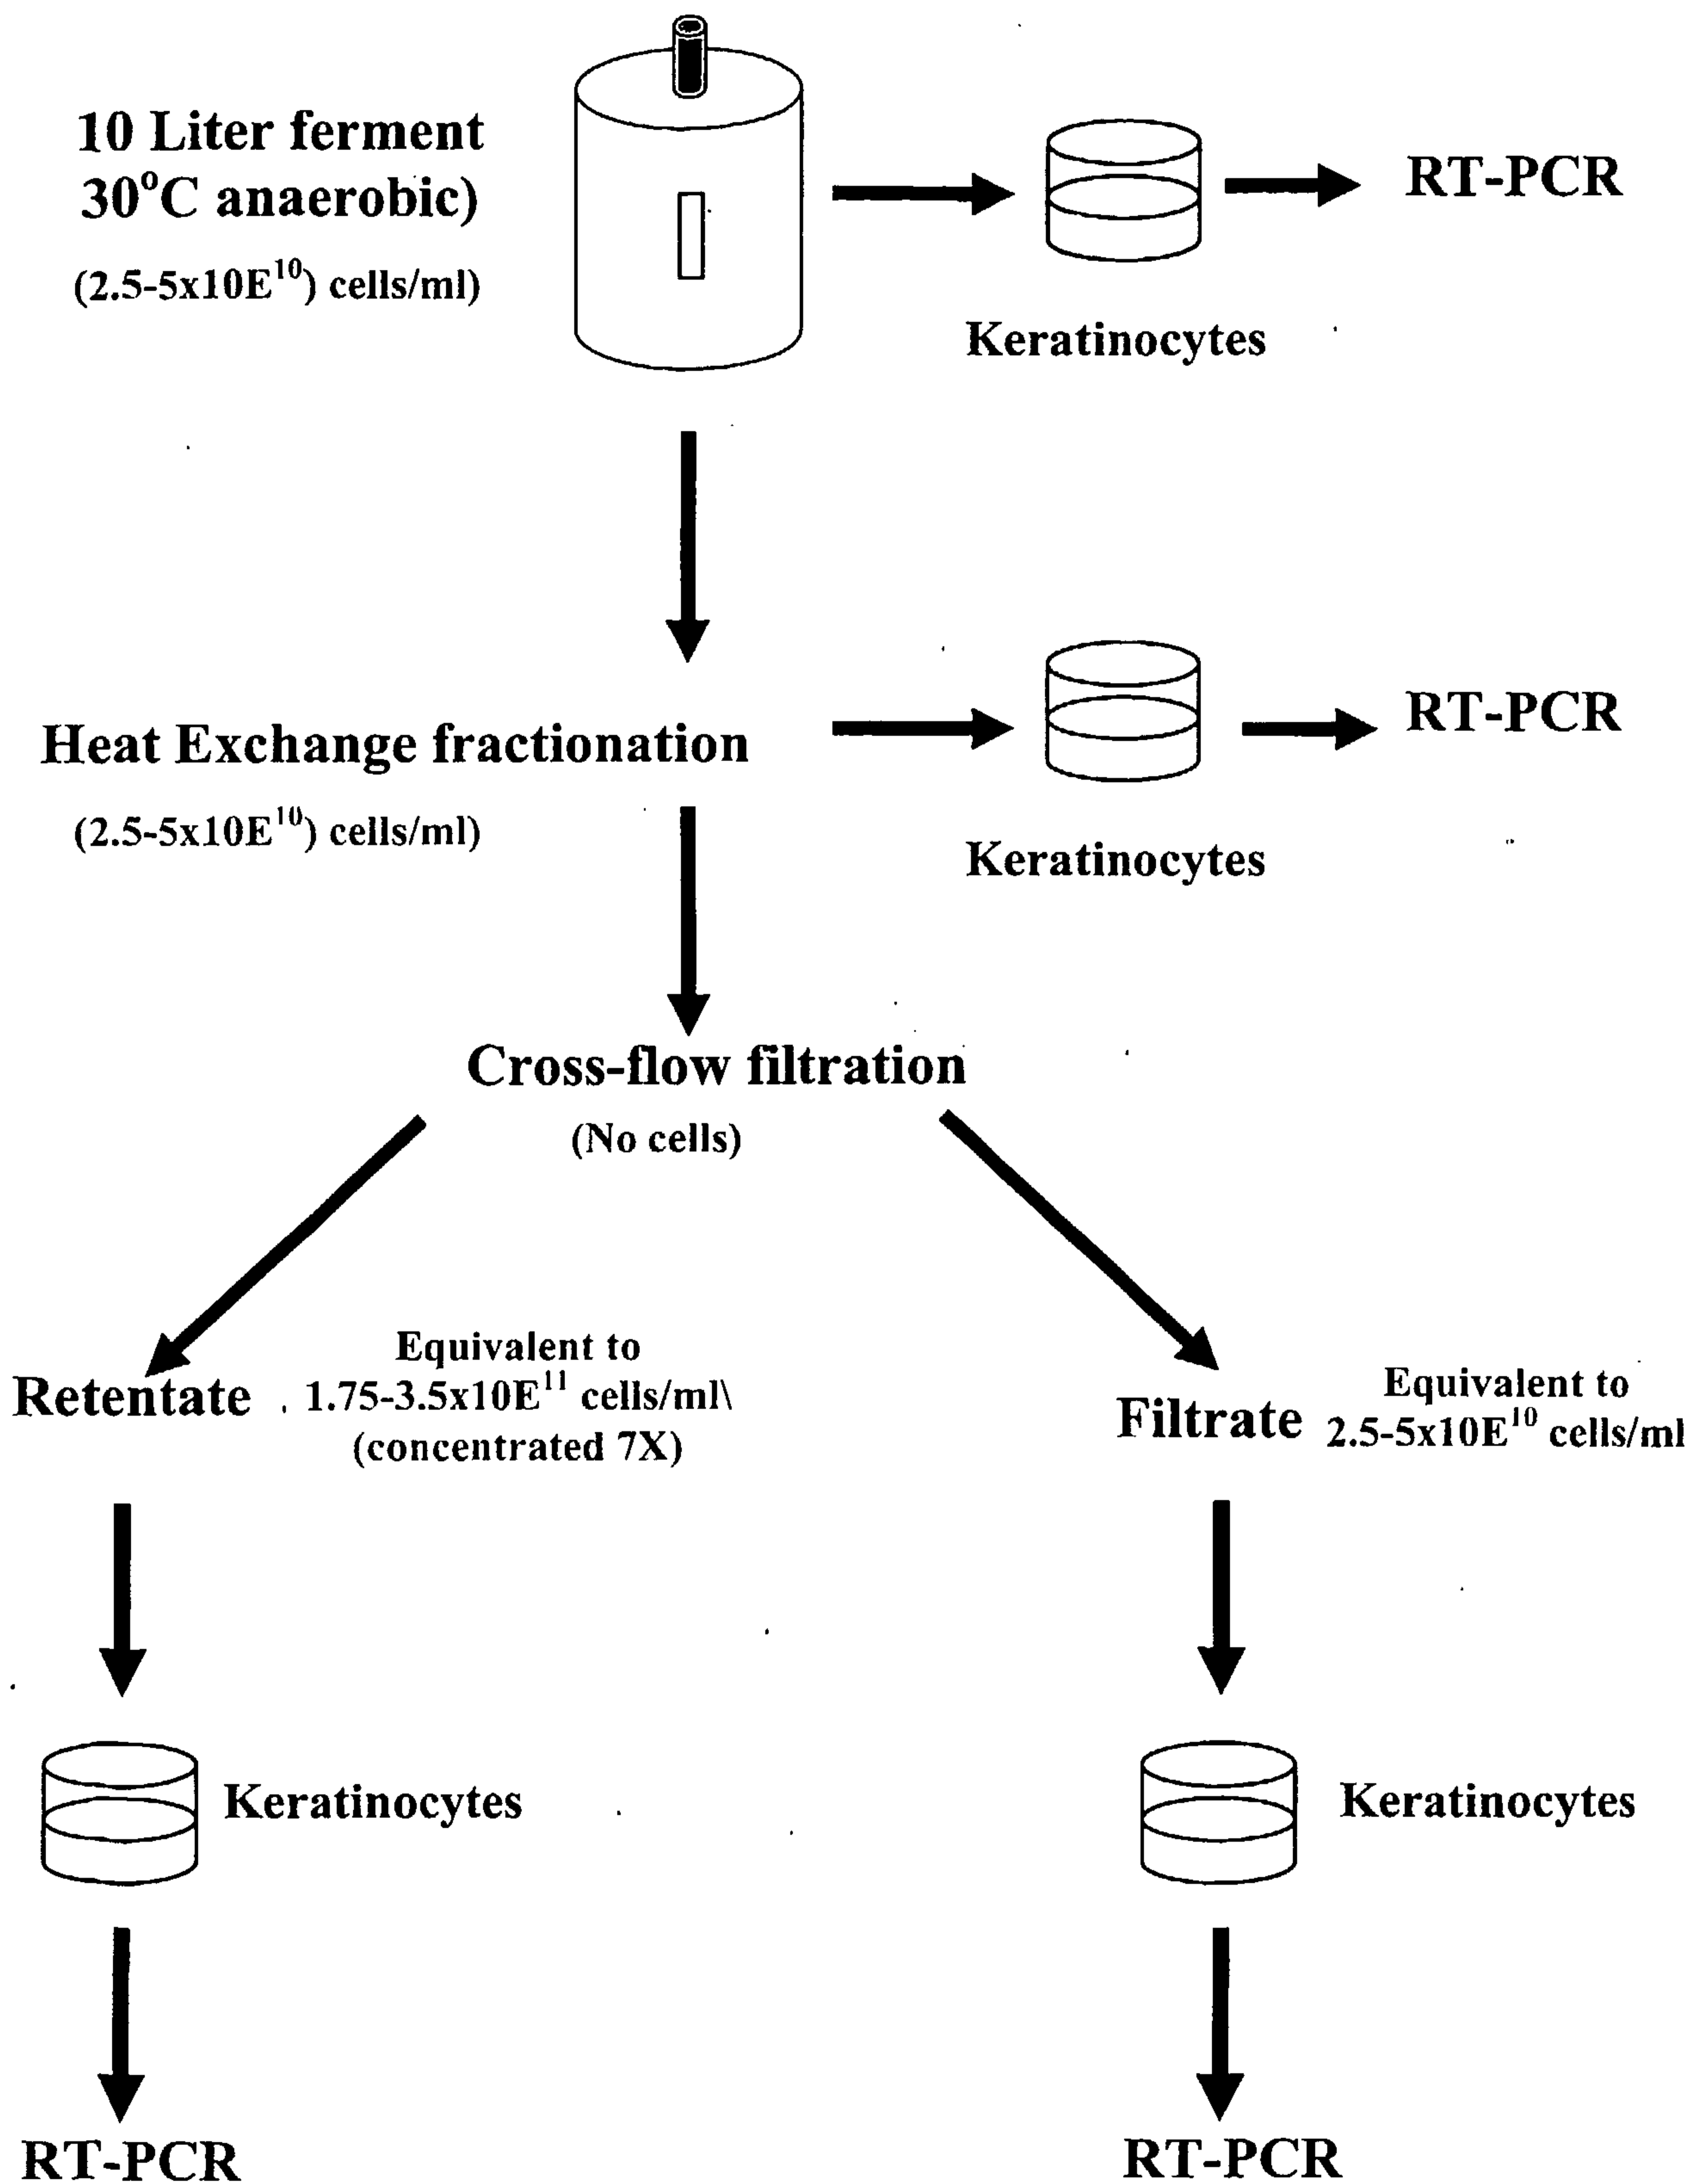 10 Liter ferment
30°C anaerobic)
(2.5-5x10E¹⁰) cells/ml)
RT-PCR
Keratinocytes
Heat Exchange fractionation
(2.5-5x10E¹⁰) cells/ml)
RT-PCR
Keratinocytes
Cross-flow filtration
(No cells)
Retentate
Equivalent to
1.75-3.5x10E¹¹ cells/ml\
(concentrated 7X)
Filtrate
Equivalent to
2.5-5x10E¹⁰ cells/ml
Keratinocytes
Keratinocytes
RT-PCR
RT-PCR